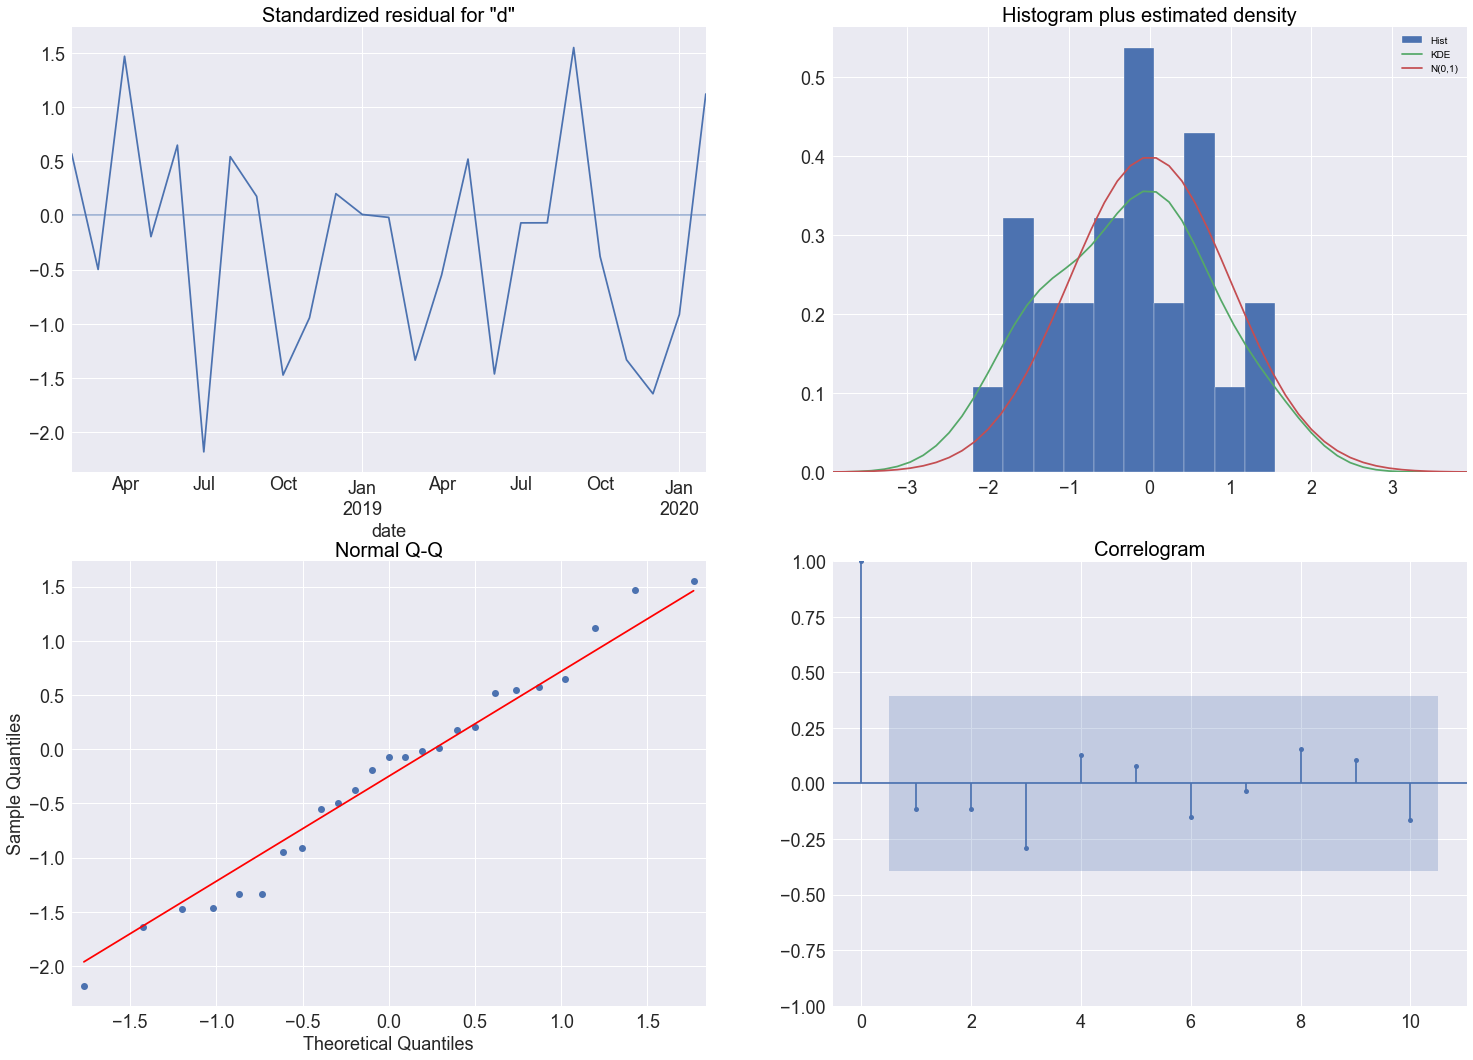 Standardized residual for "d"
1.5
1.0
0.5
0.0
−0.5
−1.0
−1.5
−2.0
Apr Jul Oct Jan Apr Jul Oct Jan
2019 2020
date
Histogram plus estimated density
Hist
KDE
N(0,1)
0.5
0.4
0.3
0.2
0.1
0.0
−3 −2 −1 0 1 2 3
Normal Q-Q
Sample Quantiles
1.5
1.0
0.5
0.0
−0.5
−1.0
−1.5
−2.0
−1.5 −1.0 −0.5 0.0 0.5 1.0 1.5
Theoretical Quantiles
Correlogram
1.00
0.75
0.50
0.25
0.00
−0.25
−0.50
−0.75
−1.00
0 2 4 6 8 10